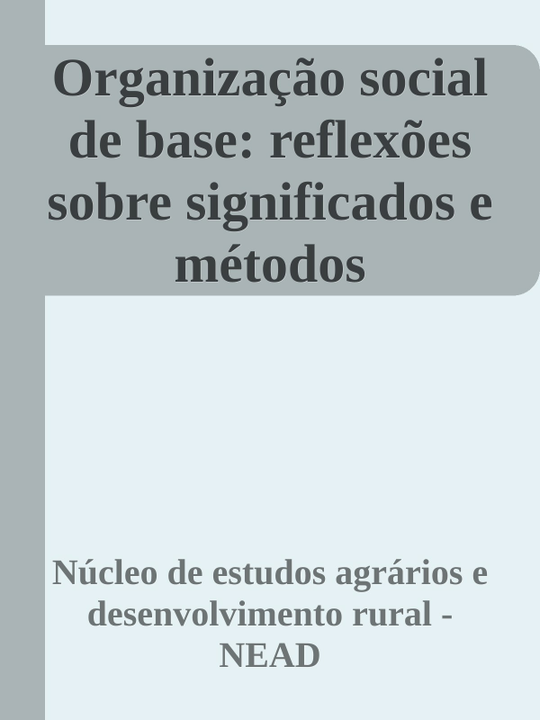 Organização social
de base: reflexões
sobre significados e
métodos
Núcleo de estudos agrários e
desenvolvimento rural -
NEAD